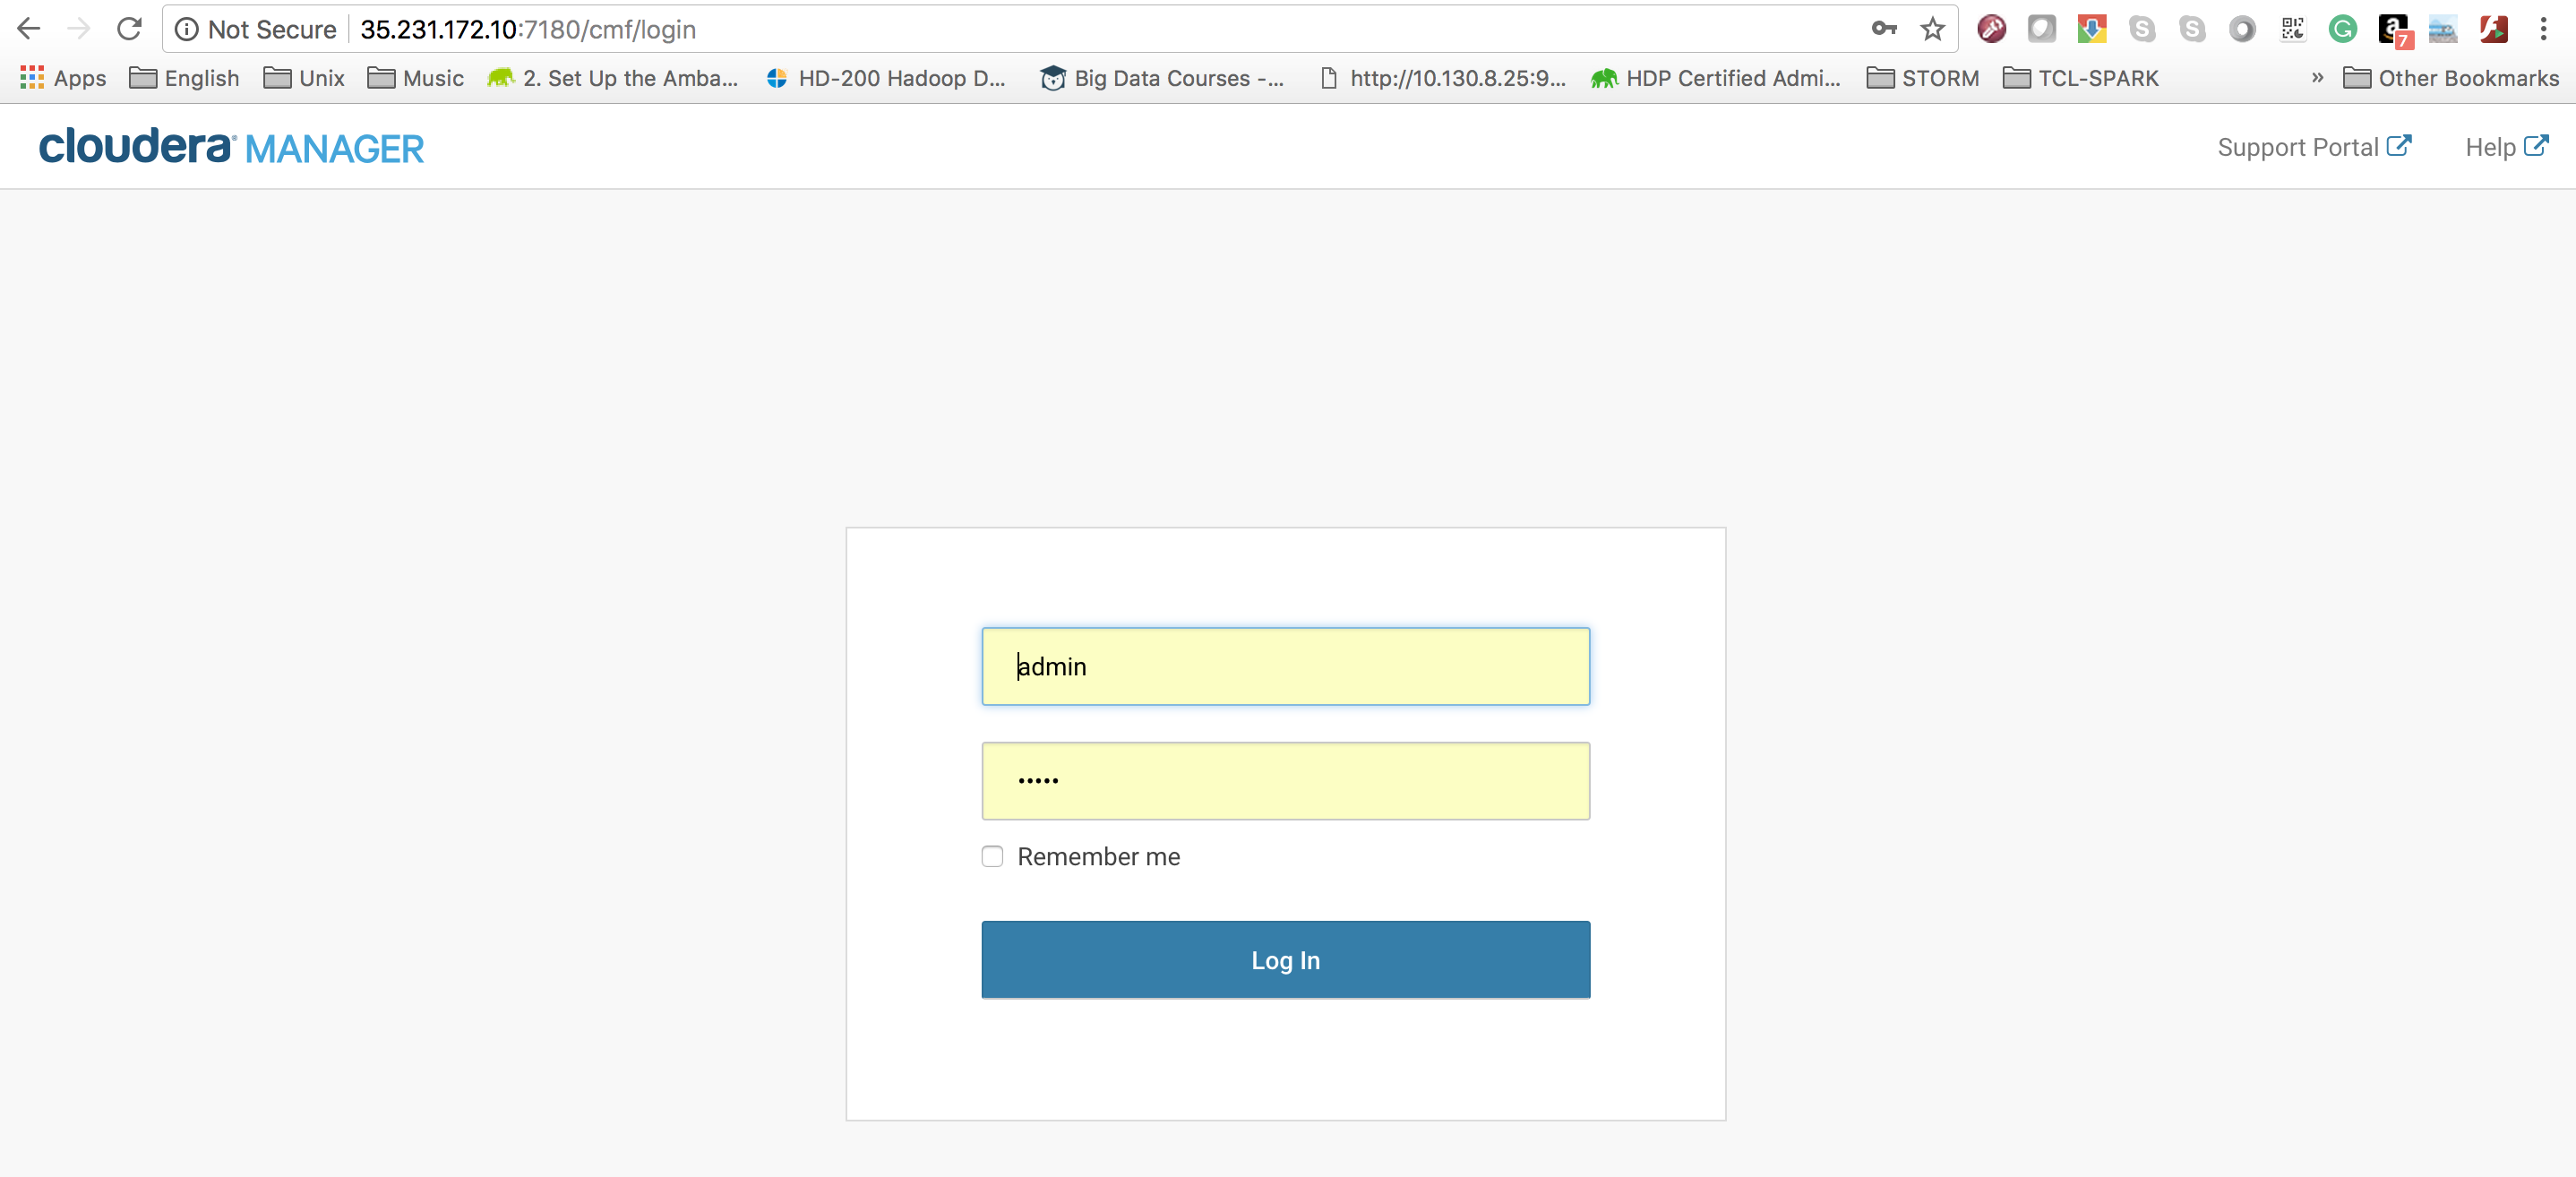 Not Secure 35.231.172.10:7180/cmf/login
7
Apps English Unix Music 2. Set Up the Amba... HD-200 Hadoop D... Big Data Courses -... http://10.130.8.25:9... HDP Certified Admi... STORM TCL-SPARK » Other Bookmarks
cloudera MANAGER Support Portal Help
admin
•••••
Remember me
Log In